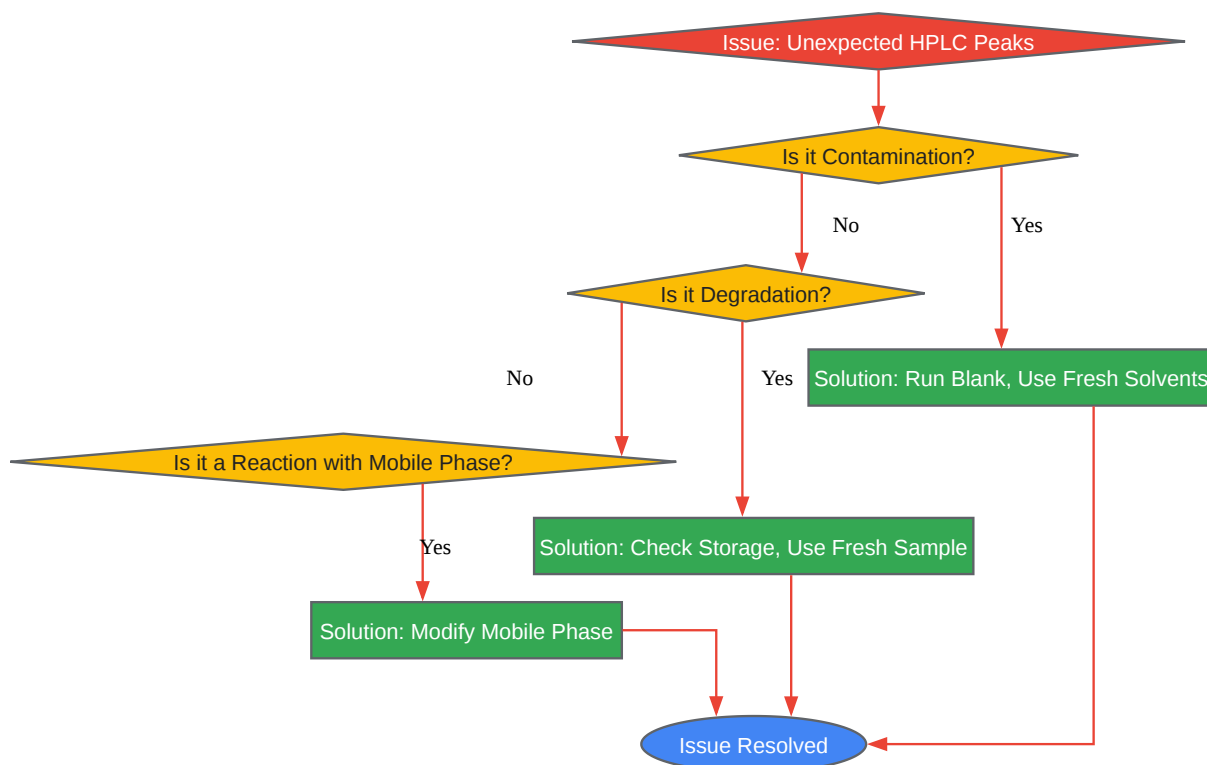 Issue: Unexpected HPLC Peaks
Is it Contamination?
No
Yes
Is it Degradation?
No
Yes
Solution: Run Blank, Use Fresh Solvents
Is it a Reaction with Mobile Phase?
Yes
Solution: Check Storage, Use Fresh Sample
Solution: Modify Mobile Phase
Issue Resolved